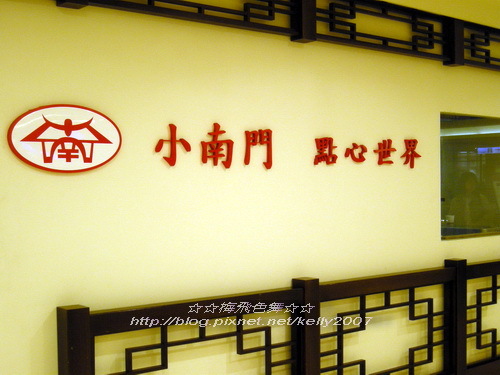 小南門 點心世界
☆☆梅飛色舞☆☆
http://blog.pixnet.net/kelly2007